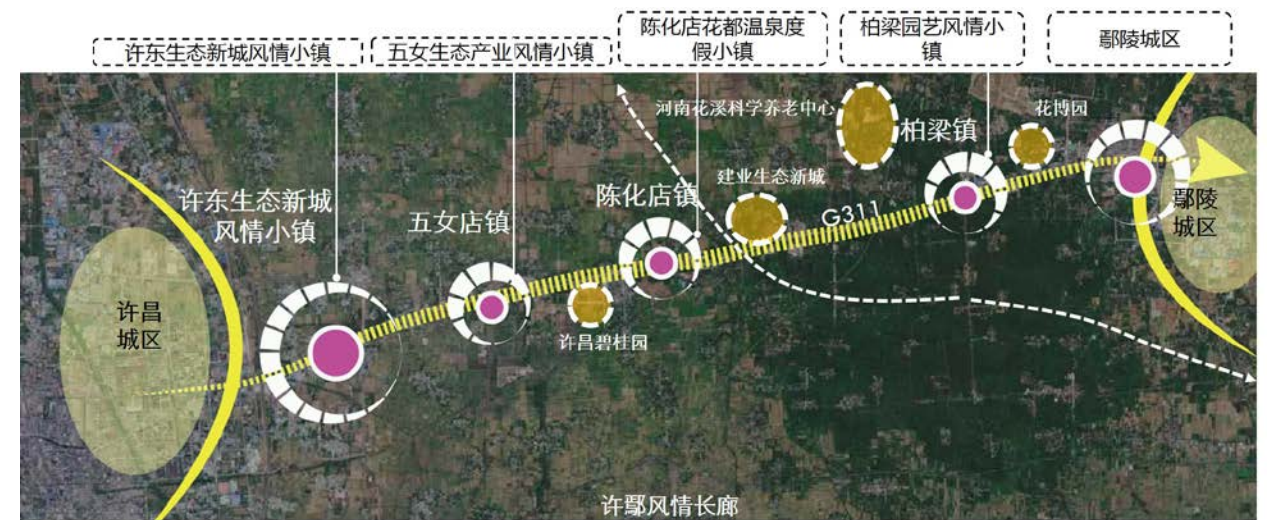 许东生态新城风情小镇
五女生态产业风情小镇
陈化店花都温泉度
假小镇
柏梁园艺风情小
镇
鄢陵城区
河南花溪科学养老中心
花博园
柏梁镇
建业生态新城
许东生态新城
风情小镇
陈化店镇
五女店镇
G311
鄢陵
城区
许昌
城区
许昌碧桂园
许鄢风情长廊